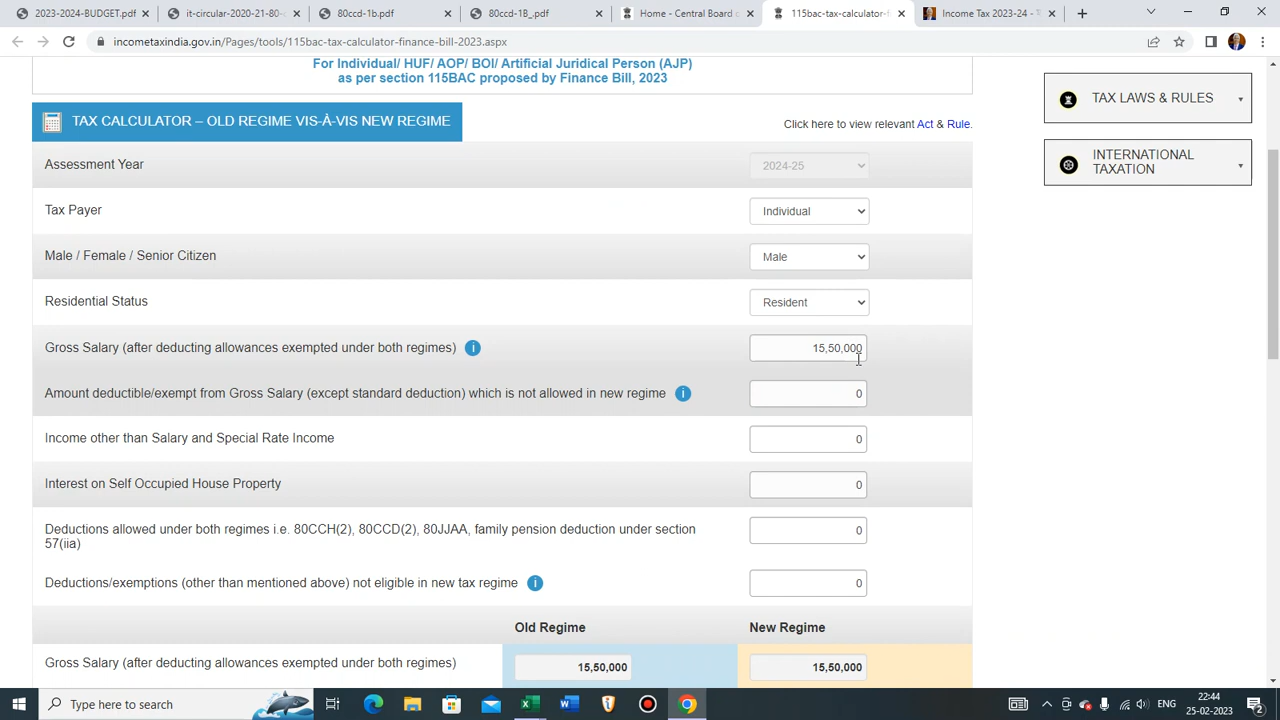 2023-2024-BUDGET.pdf
it-circular-2020-21-80-c
80ccd-1b.pdf
80ccd-1B_.pdf
Home - Central Board c
115bac-tax-calculator-f
Income Tax 2023-24 -
incometaxindia.gov.in/Pages/tools/115bac-tax-calculator-finance-bill-2023.aspx
For Individual/ HUF/ AOP/ BOI/ Artificial Juridical Person (AJP)
as per section 115BAC proposed by Finance Bill, 2023
TAX CALCULATOR – OLD REGIME VIS-À-VIS NEW REGIME
Click here to view relevant Act & Rule.
TAX LAWS & RULES
INTERNATIONAL
TAXATION
Assessment Year 2024-25
Tax Payer Individual
Male / Female / Senior Citizen Male
Residential Status Resident
Gross Salary (after deducting allowances exempted under both regimes) i 15,50,000
Amount deductible/exempt from Gross Salary (except standard deduction) which is not allowed in new regime i 0
Income other than Salary and Special Rate Income 0
Interest on Self Occupied House Property 0
Deductions allowed under both regimes i.e. 80CCH(2), 80CCD(2), 80JJAA, family pension deduction under section 0
57(iia)
Deductions/exemptions (other than mentioned above) not eligible in new tax regime i 0
Old Regime New Regime
Gross Salary (after deducting allowances exempted under both regimes) 15,50,000 15,50,000
Type here to search
ENG
22:44
25-02-2023
2